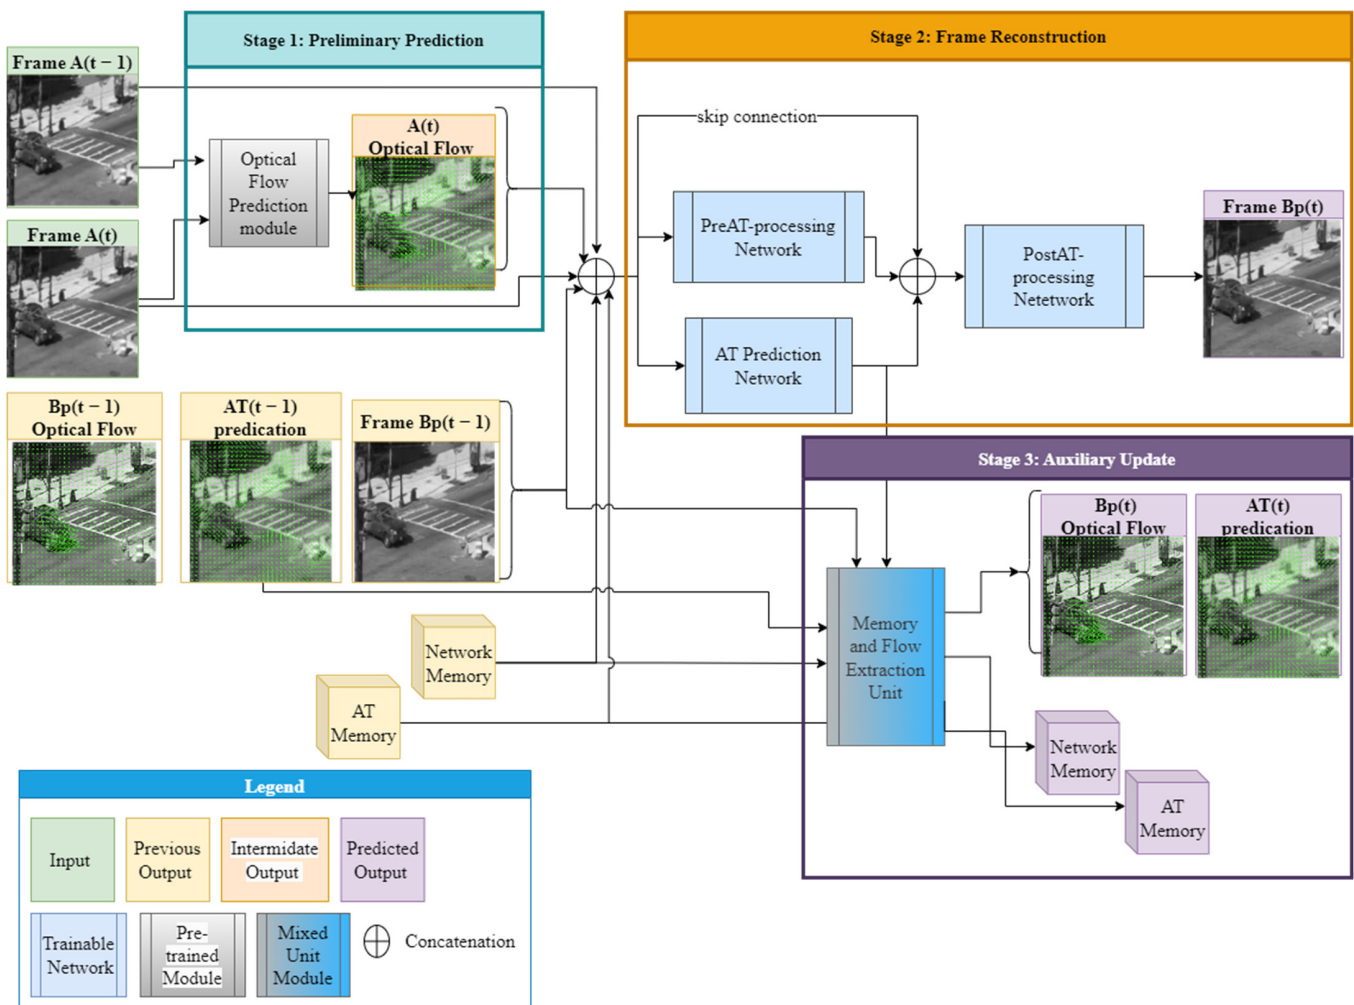 Stage 1: Preliminary Prediction
Stage 2: Frame Reconstruction
Frame A(t − 1)
skip connection
A(t)
Optical Flow
Optical
Flow
Prediction
module
PreAT-processing
Network
Frame Bp(t)
Frame A(t)
PostAT-
processing
Netetwork
AT Prediction
Network
Bp(t − 1)
Optical Flow
AT(t − 1)
predication
Frame Bp(t − 1)
Stage 3: Auxiliary Update
Bp(t)
Optical Flow
AT(t)
predication
Memory
and Flow
Extraction
Unit
Network
Memory
AT
Memory
Network
Memory
AT
Memory
Legend
Input
Previous
Output
Intermidate
Output
Predicted
Output
Trainable
Network
Pre-
trained
Module
Mixed
Unit
Module
Concatenation